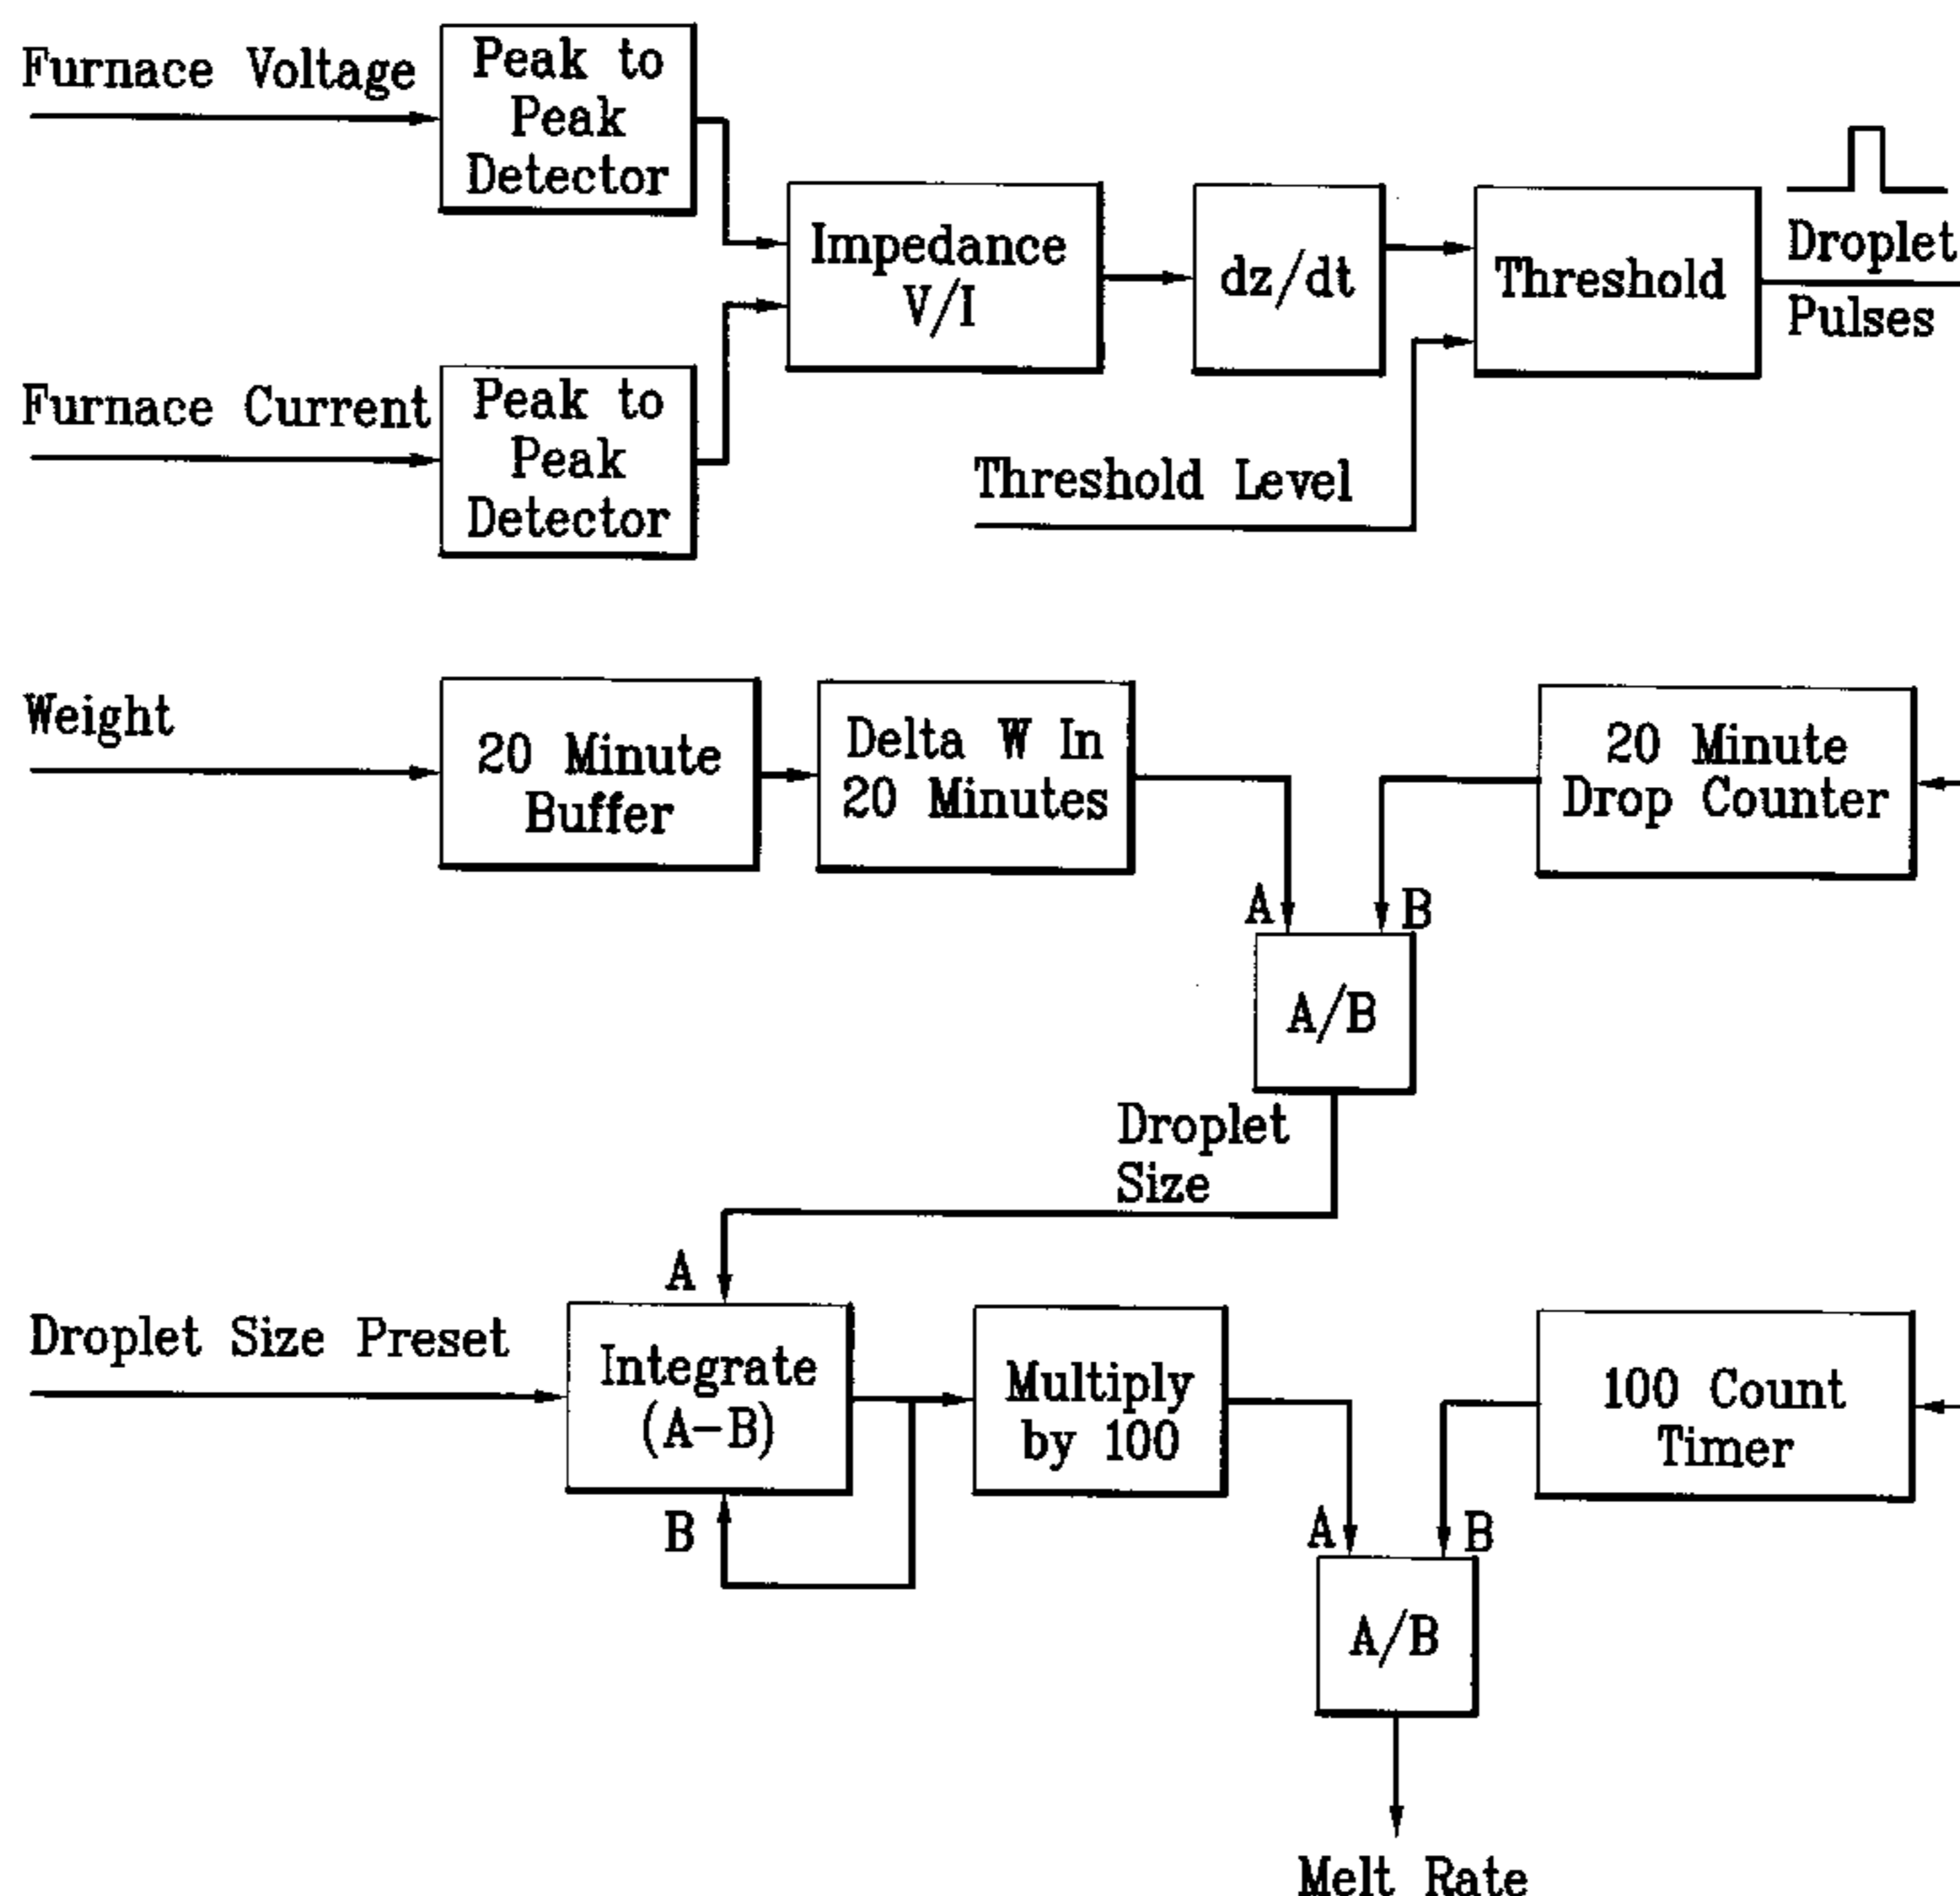 Furnace Voltage
Peak to
Peak
Detector
Impedance
V/I
dz/dt
Threshold
Droplet
Pulses
Furnace Current
Peak to
Peak
Detector
Threshold Level
Weight
20 Minute
Buffer
Delta W In
20 Minutes
20 Minute
Drop Counter
A
B
A/B
Droplet
Size
A
Droplet Size Preset
Integrate
(A-B)
B
Multiply
by 100
100 Count
Timer
A
B
A/B
Melt Rate